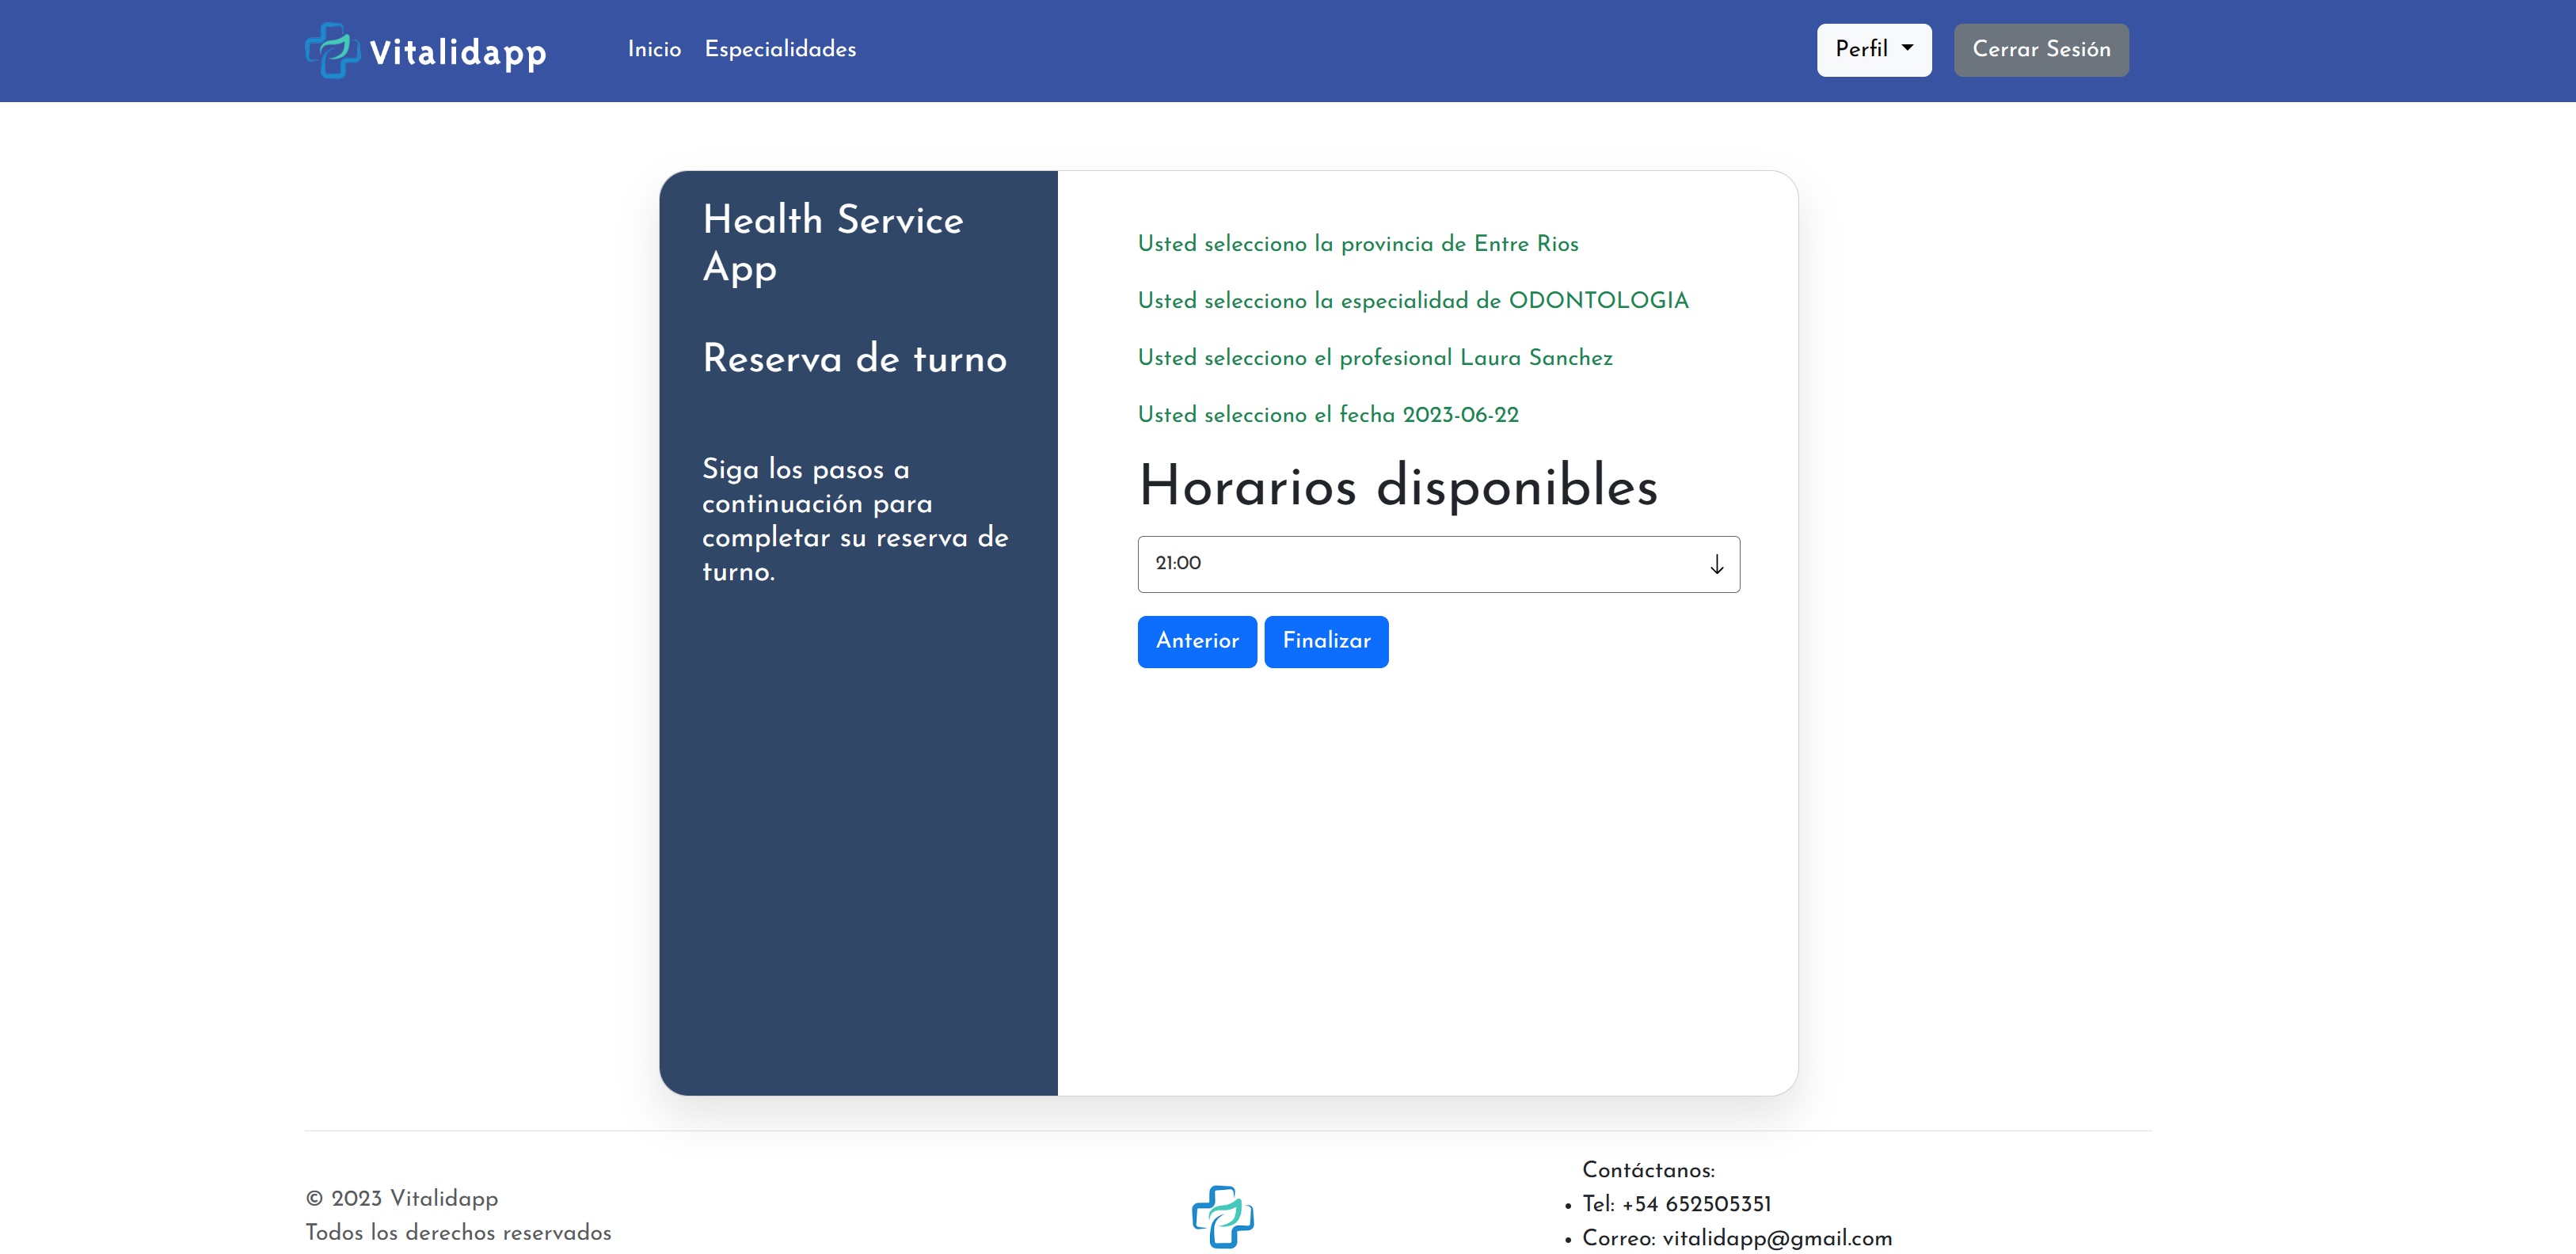 Vitalidapp
Inicio
Especialidades
Perfil
Cerrar Sesión
Health Service
App
Reserva de turno
Siga los pasos a
continuación para
completar su reserva de
turno.
Usted selecciono la provincia de Entre Rios
Usted selecciono la especialidad de ODONTOLOGIA
Usted selecciono el profesional Laura Sanchez
Usted selecciono el fecha 2023-06-22
Horarios disponibles
21:00
Anterior
Finalizar
© 2023 Vitalidapp
Todos los derechos reservados
Contáctanos:
• Tel: +54 652505351
• Correo: vitalidapp@gmail.com